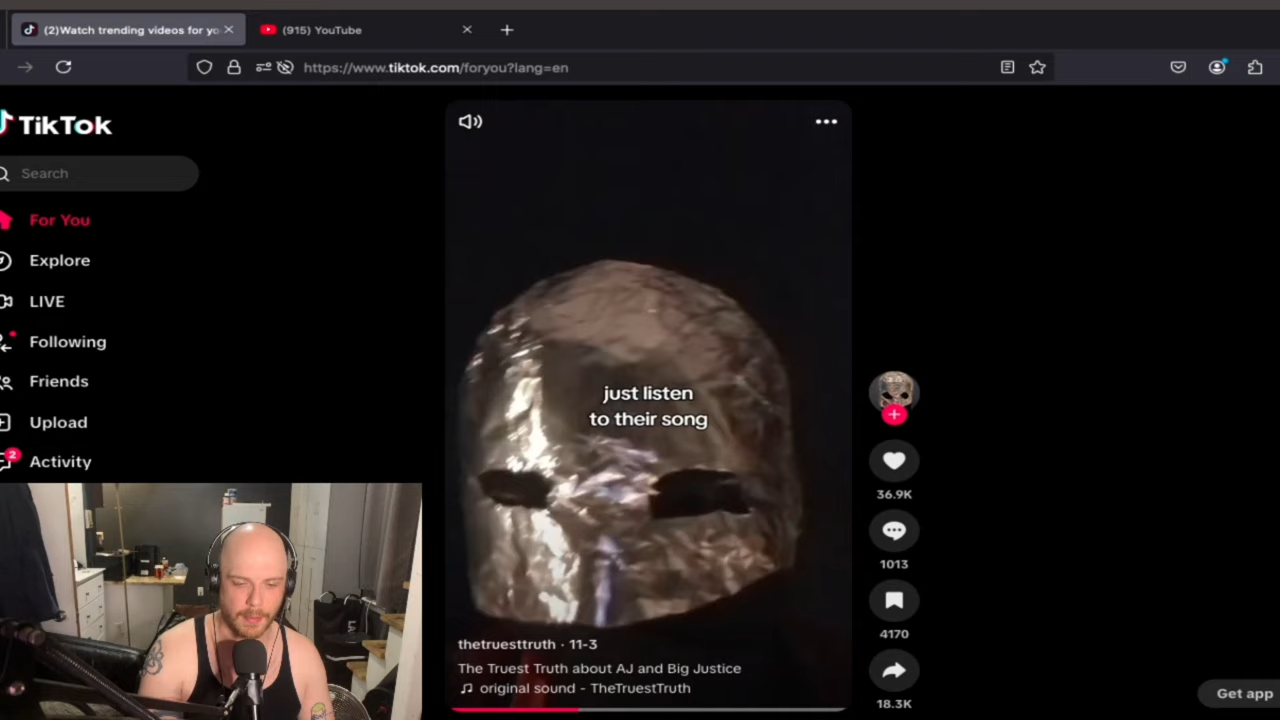 (2)Watch trending videos for yo
(915) YouTube
https://www.tiktok.com/foryou?lang=en
TikTok
Search
For You
Explore
LIVE
Following
Friends
Upload
2
Activity
just listen
to their song
36.9K
1013
4170
18.3K
thetruesttruth · 11-3
The Truest Truth about AJ and Big Justice
original sound - TheTruestTruth
Get app